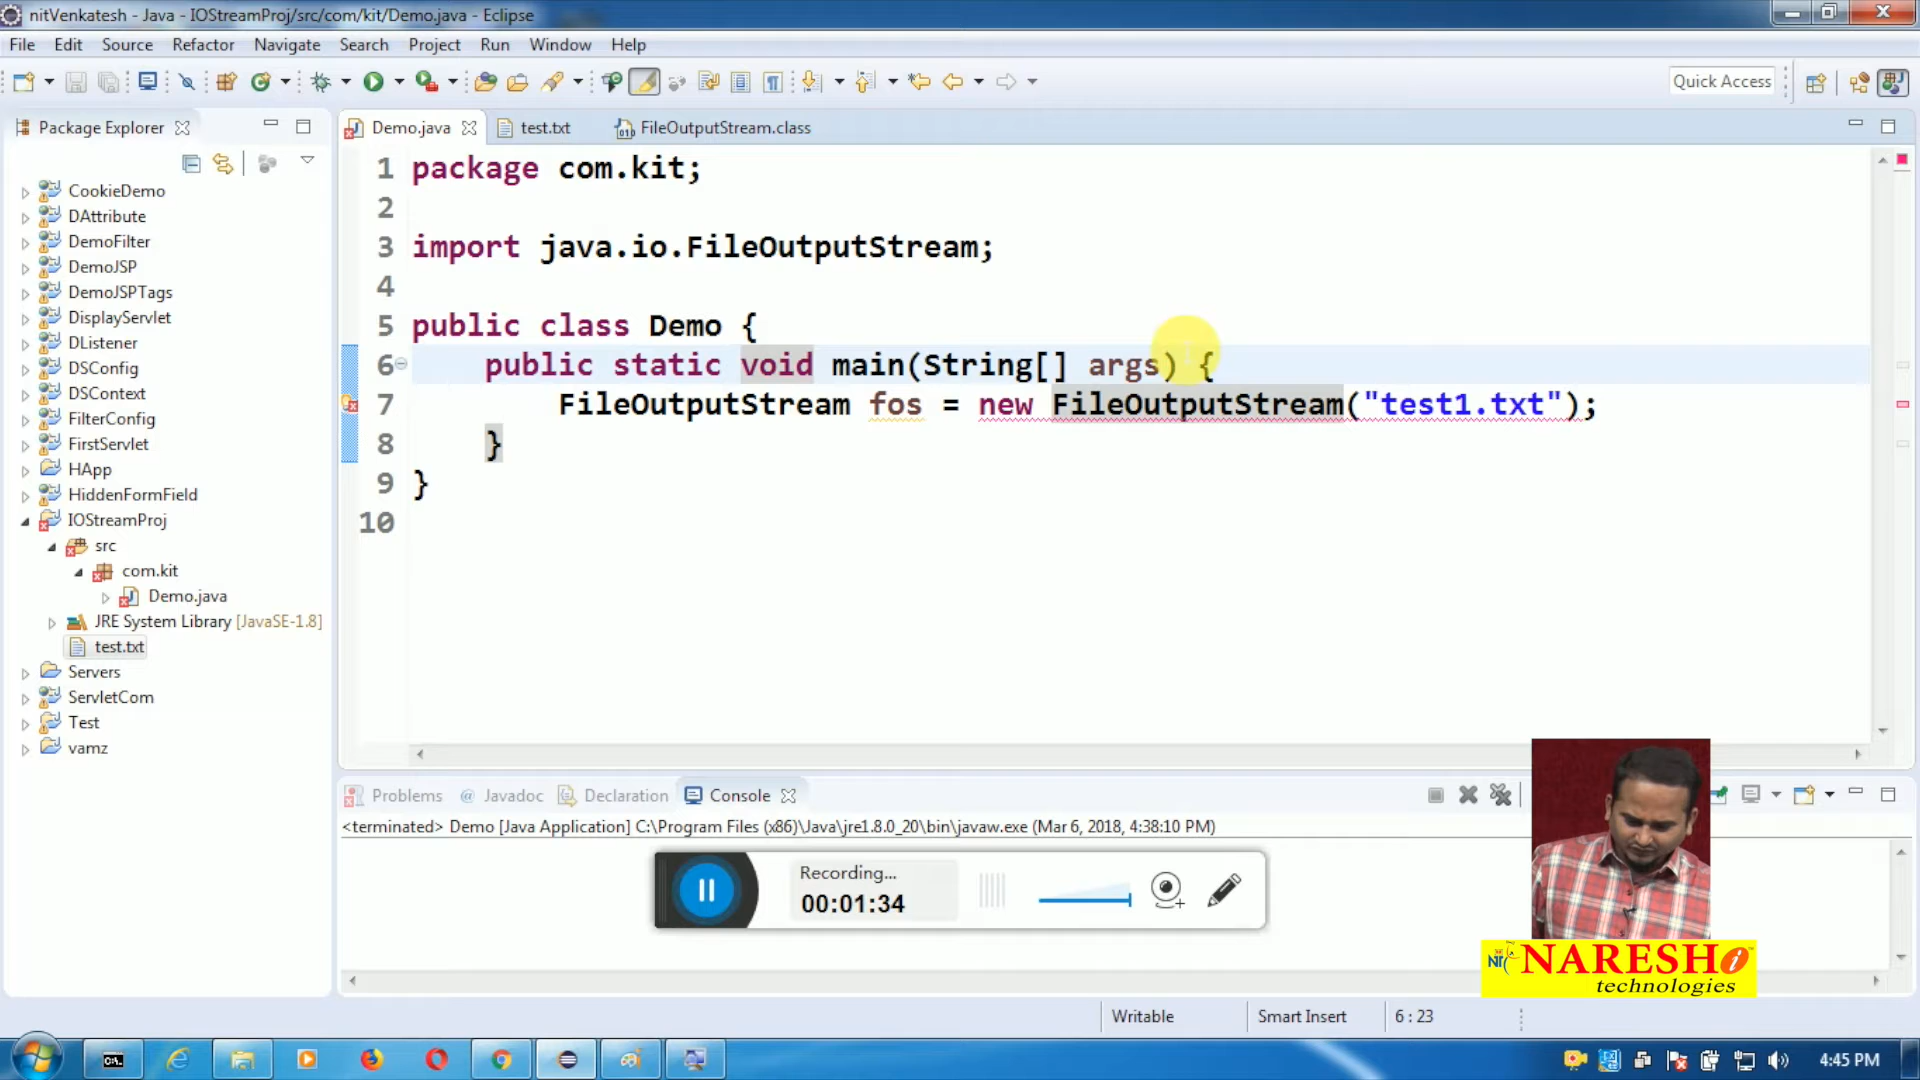 nitVenkatesh - Java - IOStreamProj/src/com/kit/Demo.java - Eclipse
File Edit Source Refactor Navigate Search Project Run Window Help
Quick Access
Package Explorer
Demo.java
test.txt
FileOutputStream.class
CookieDemo
DAttribute
DemoFilter
DemoJSP
DemoJSPTags
DisplayServlet
DListener
DSConfig
DSContext
FilterConfig
FirstServlet
HApp
HiddenFormField
IOStreamProj
src
com.kit
Demo.java
JRE System Library [JavaSE-1.8]
test.txt
Servers
ServletCom
Test
vamz
1 package com.kit;
2
3 import java.io.FileOutputStream;
4
5 public class Demo {
6 public static void main(String[] args) {
7 FileOutputStream fos = new FileOutputStream("test1.txt");
8 }
9 }
10
Problems @ Javadoc Declaration Console
<terminated> Demo [Java Application] C:\Program Files (x86)\Java\jre1.8.0_20\bin\javaw.exe (Mar 6, 2018, 4:38:10 PM)
Recording...
00:01:34
NARESH i
technologies
Writable
Smart Insert
6 : 23
4:45 PM